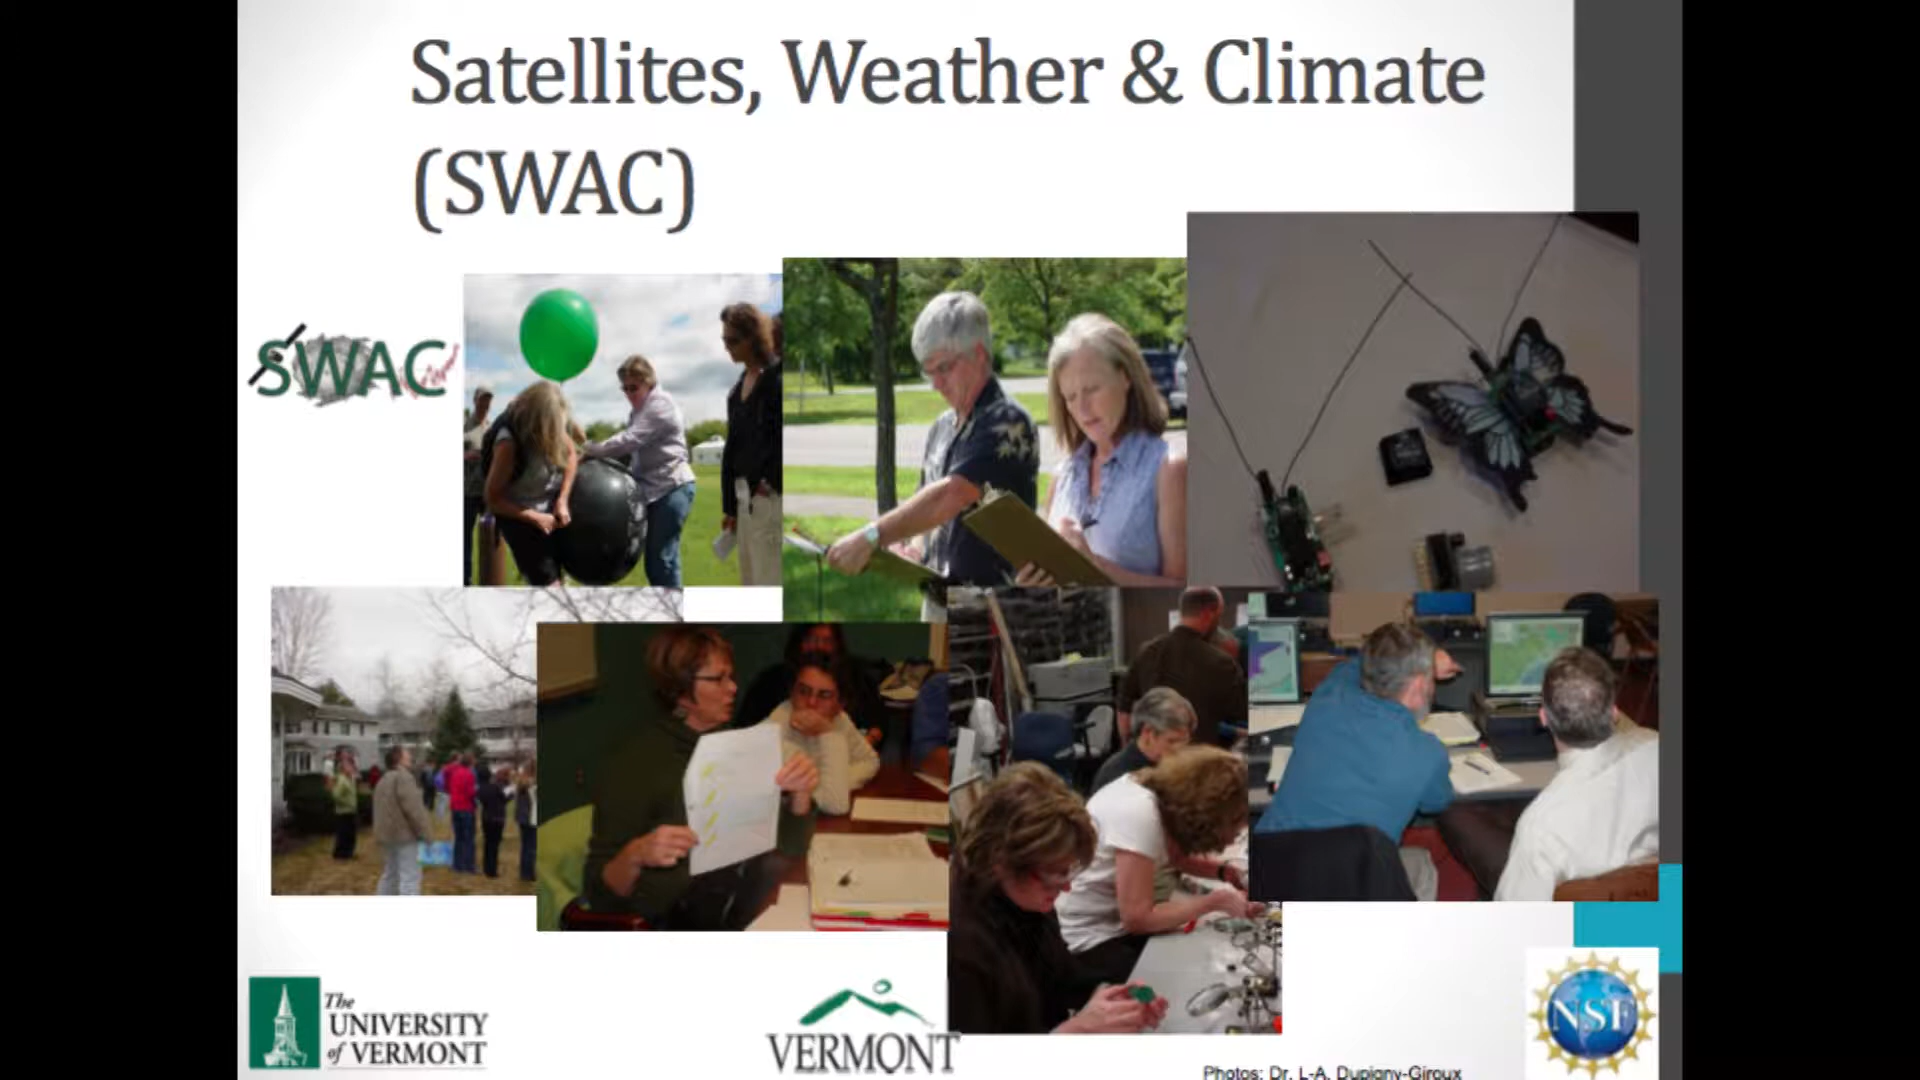 Satellites, Weather & Climate
(SWAC)
SWAC
The
UNIVERSITY
of VERMONT
VERMONT
Photos: Dr. L-A. Dupigny-Giroux
NSF